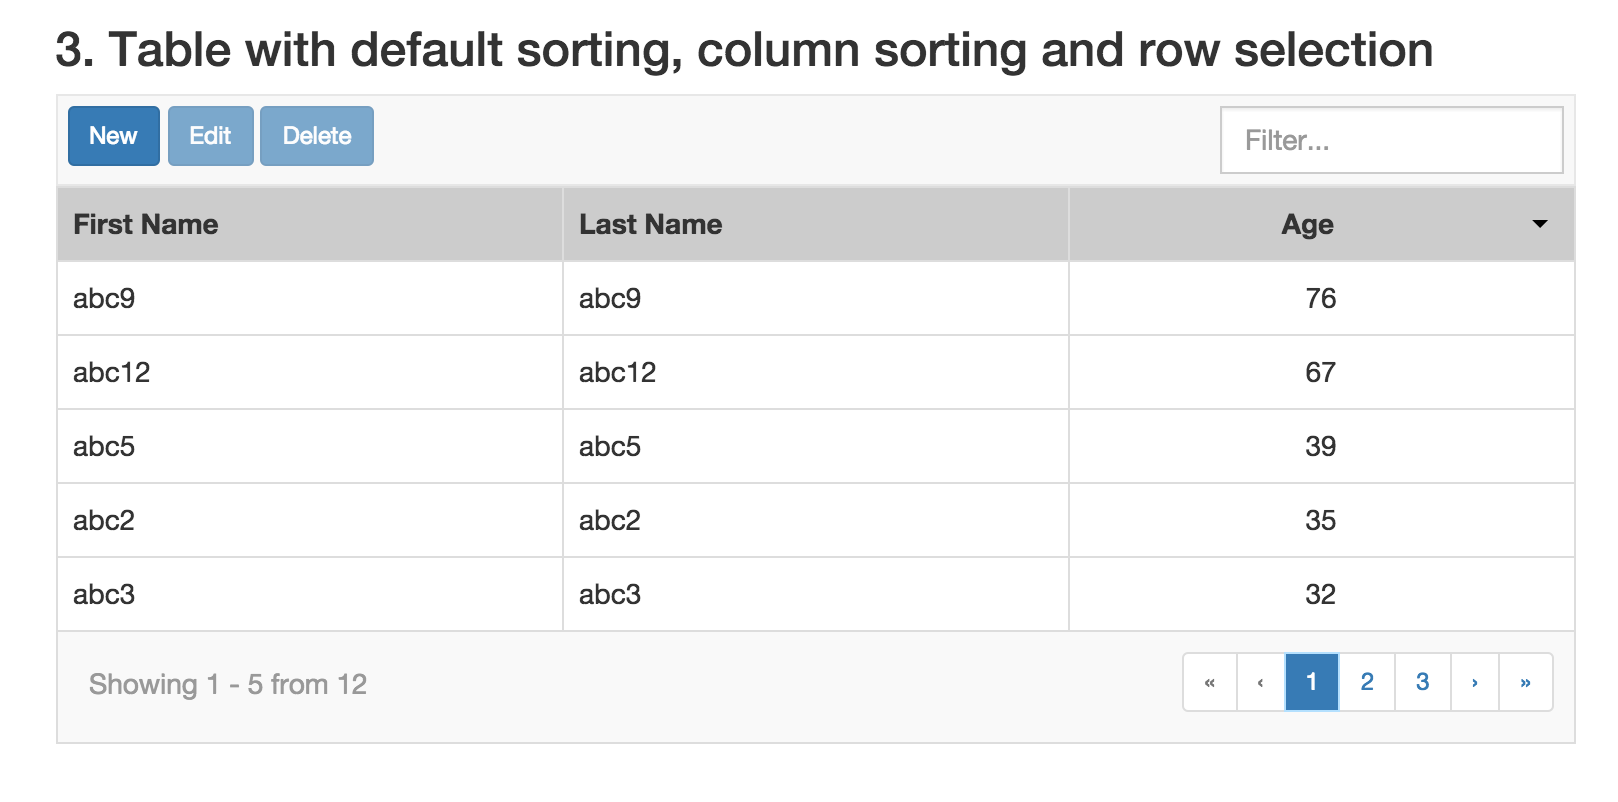 3. Table with default sorting, column sorting and row selection
New Edit Delete Filter...
First Name Last Name Age
abc9 abc9 76
abc12 abc12 67
abc5 abc5 39
abc2 abc2 35
abc3 abc3 32
Showing 1 - 5 from 12 « ‹ 1 2 3 › »